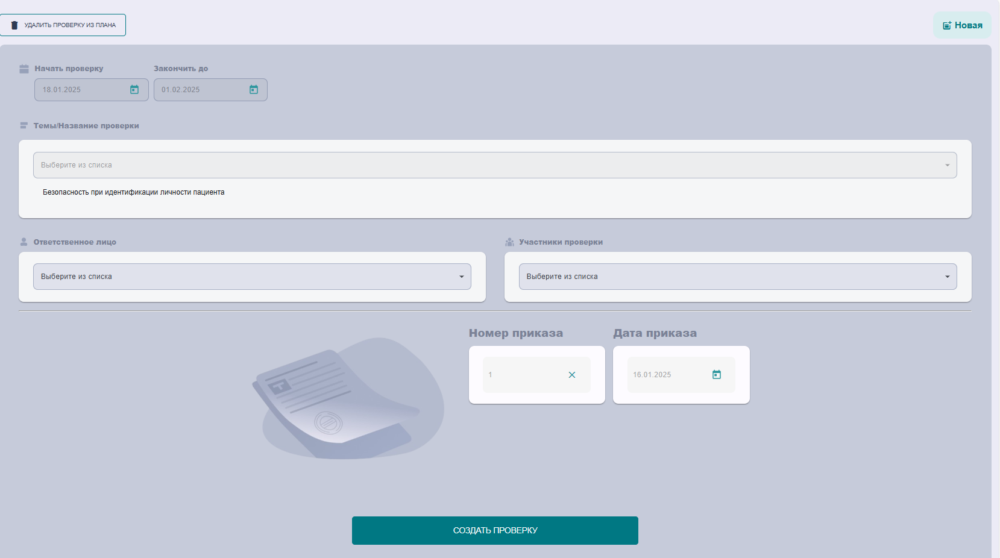 УДАЛИТЬ ПРОВЕРКУ ИЗ ПЛАНА
Новая
Начать проверку
Закончить до
18.01.2025
01.02.2025
Темы/Название проверки
Выберите из списка
Безопасность при идентификации личности пациента
Ответственное лицо
Участники проверки
Выберите из списка
Выберите из списка
Номер приказа
Дата приказа
1
16.01.2025
СОЗДАТЬ ПРОВЕРКУ